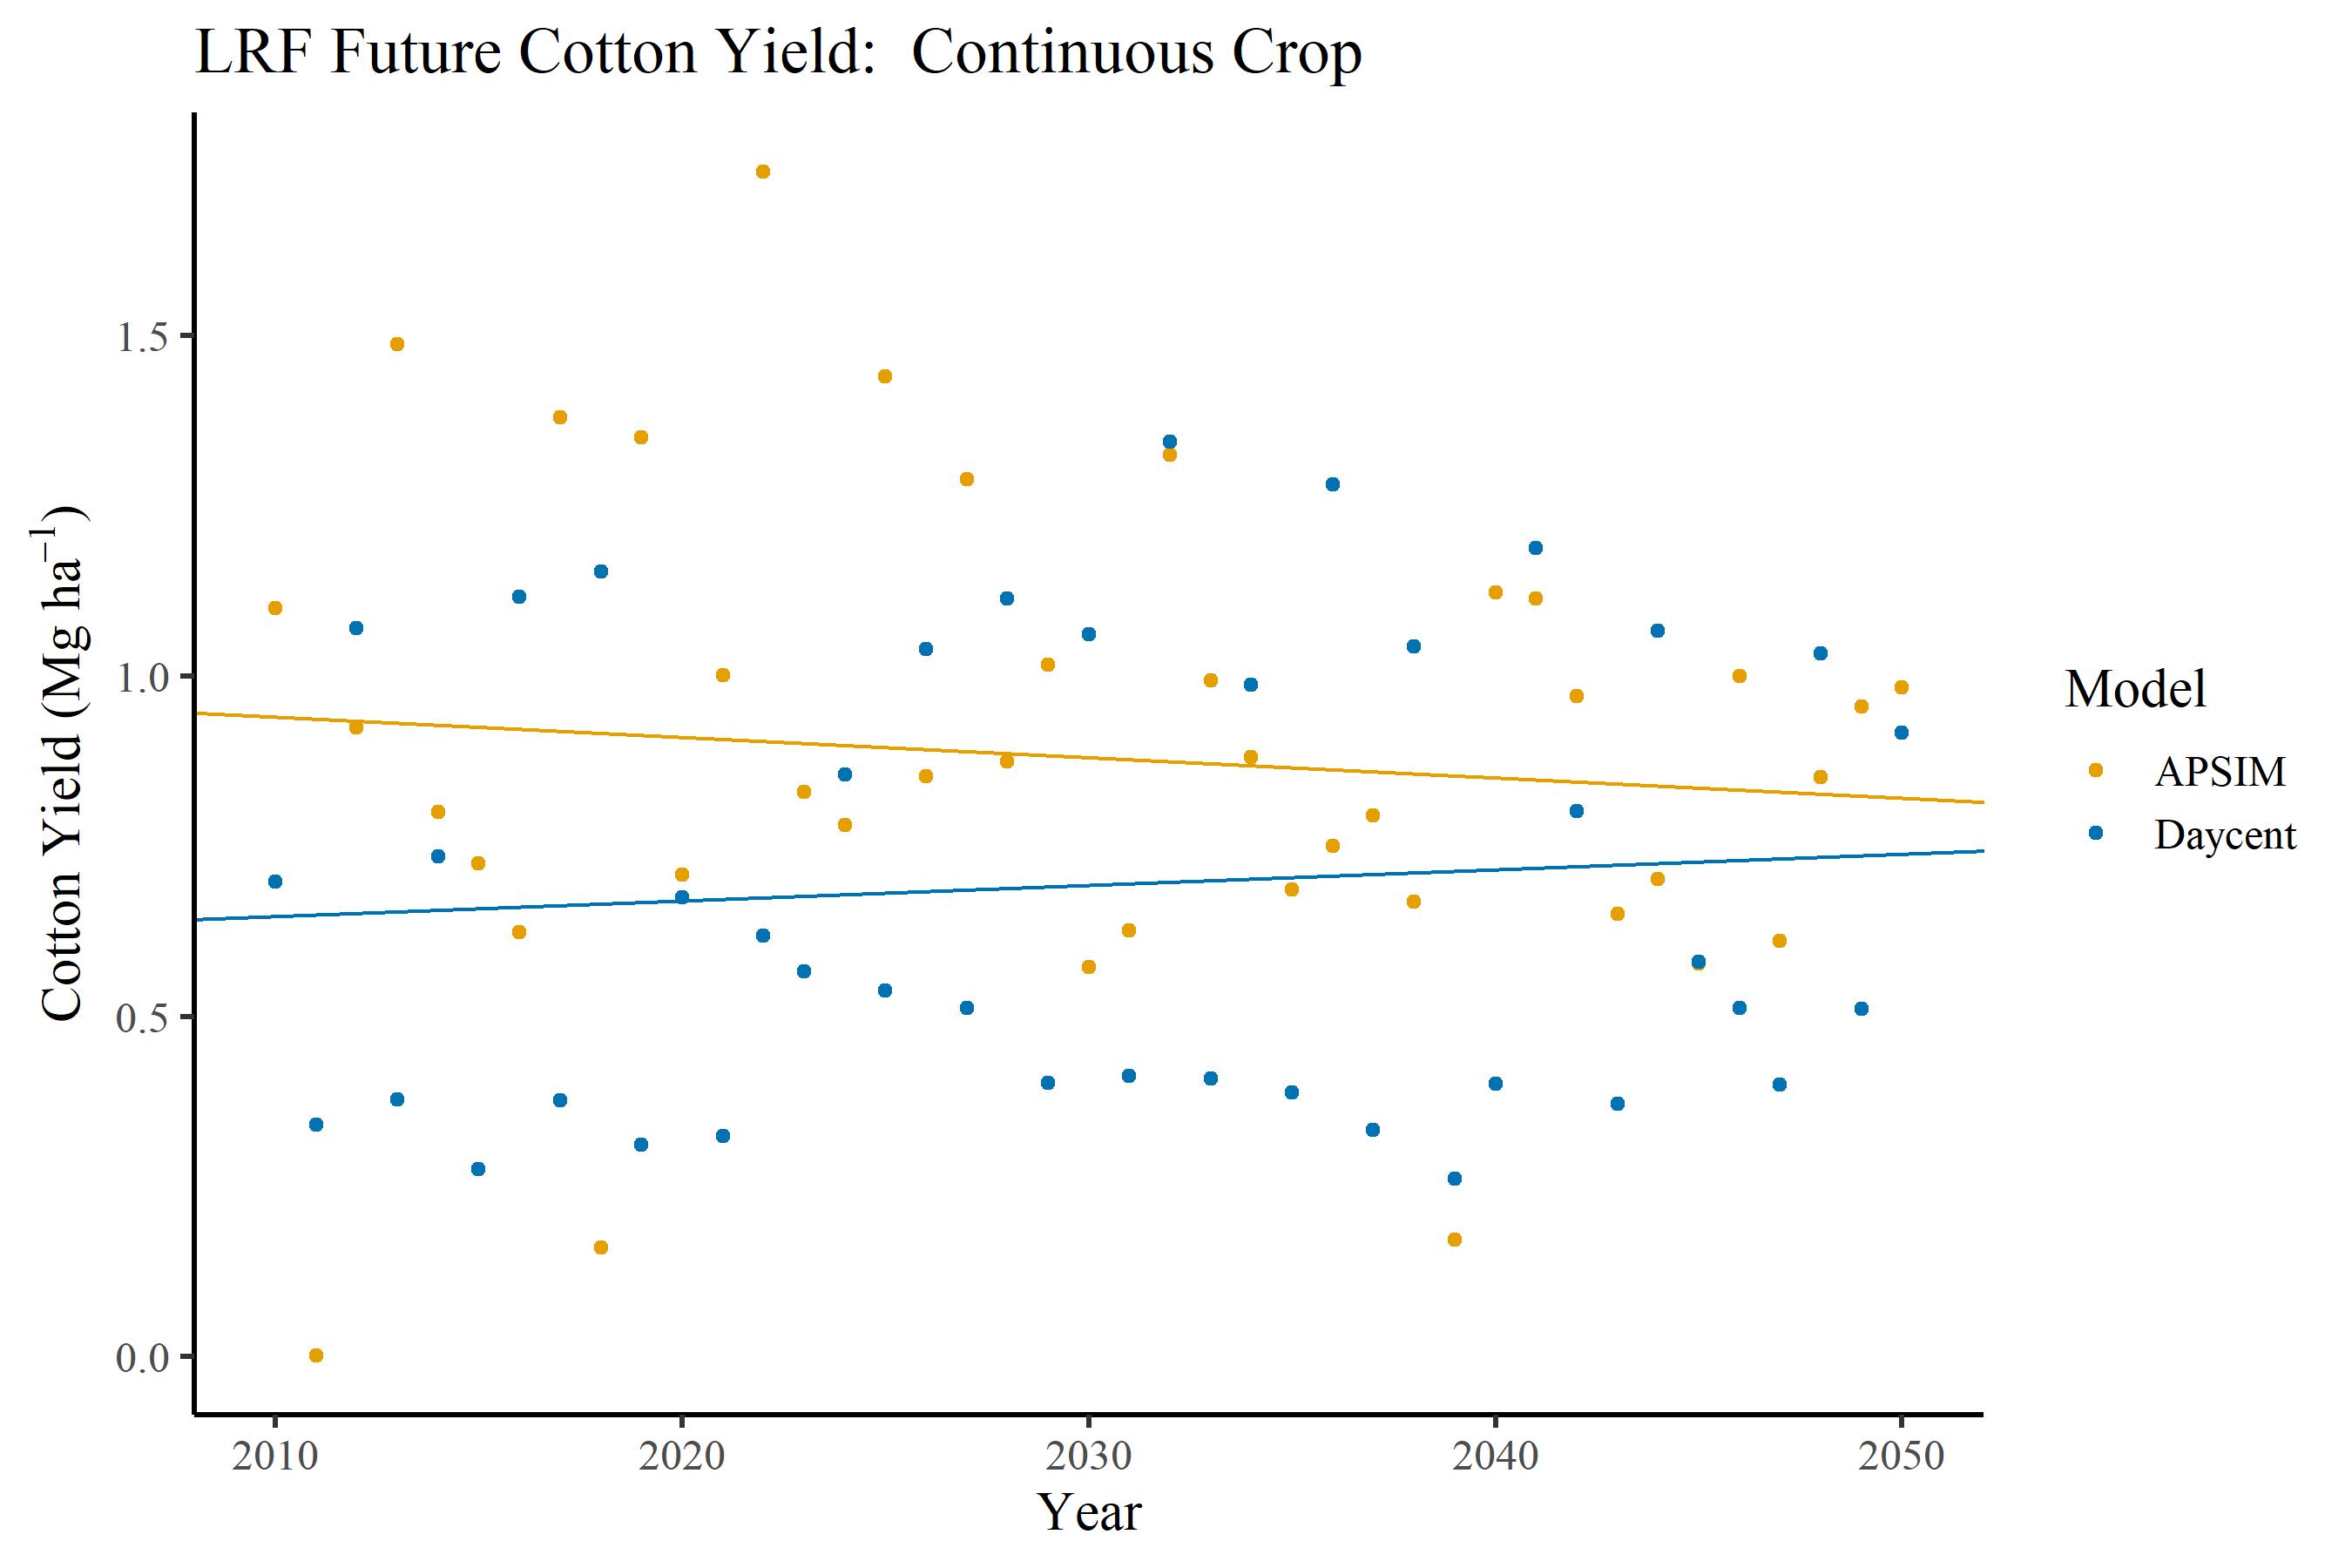 LRF Future Cotton Yield:  Continuous Crop
Cotton Yield (Mg ha⁻¹)
1.5
1.0
0.5
0.0
2010 2020 2030 2040 2050
Year
Model
APSIM
Daycent